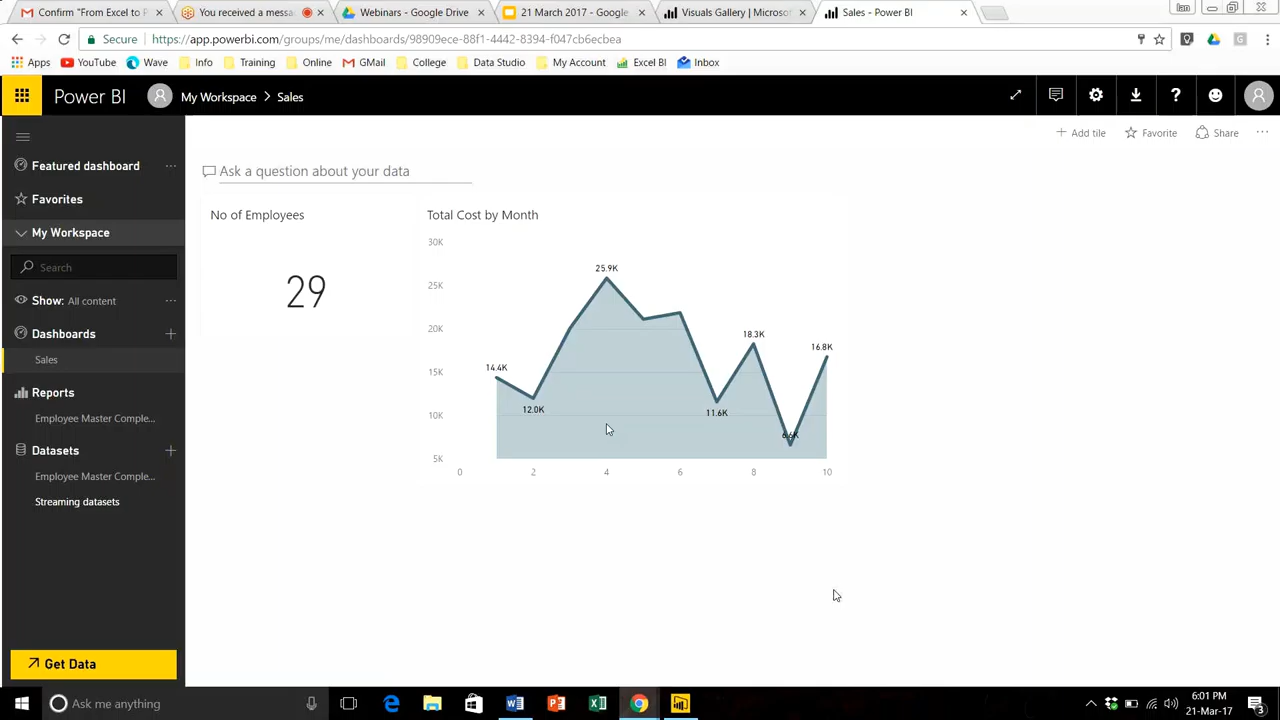 Confirm "From Excel to P
You received a messa
Webinars - Google Drive
21 March 2017 - Google
Visuals Gallery | Microsof
Sales - Power BI
Secure
https://app.powerbi.com/groups/me/dashboards/98909ece-88f1-4442-8394-f047cb6ecbea
Apps
YouTube
Wave
Info
Training
Online
GMail
College
Data Studio
My Account
Excel BI
Inbox
Power BI
My Workspace > Sales
Add tile
Favorite
Share
Featured dashboard
Favorites
My Workspace
Search
Show: All content
Dashboards
Sales
Reports
Employee Master Comple...
Datasets
Employee Master Comple...
Streaming datasets
Get Data
Ask a question about your data
No of Employees
29
Total Cost by Month
30K
25K
20K
15K
10K
5K
14.4K
12.0K
25.9K
11.6K
18.3K
6.6K
16.8K
0
2
4
6
8
10
Ask me anything
6:01 PM
21-Mar-17
3